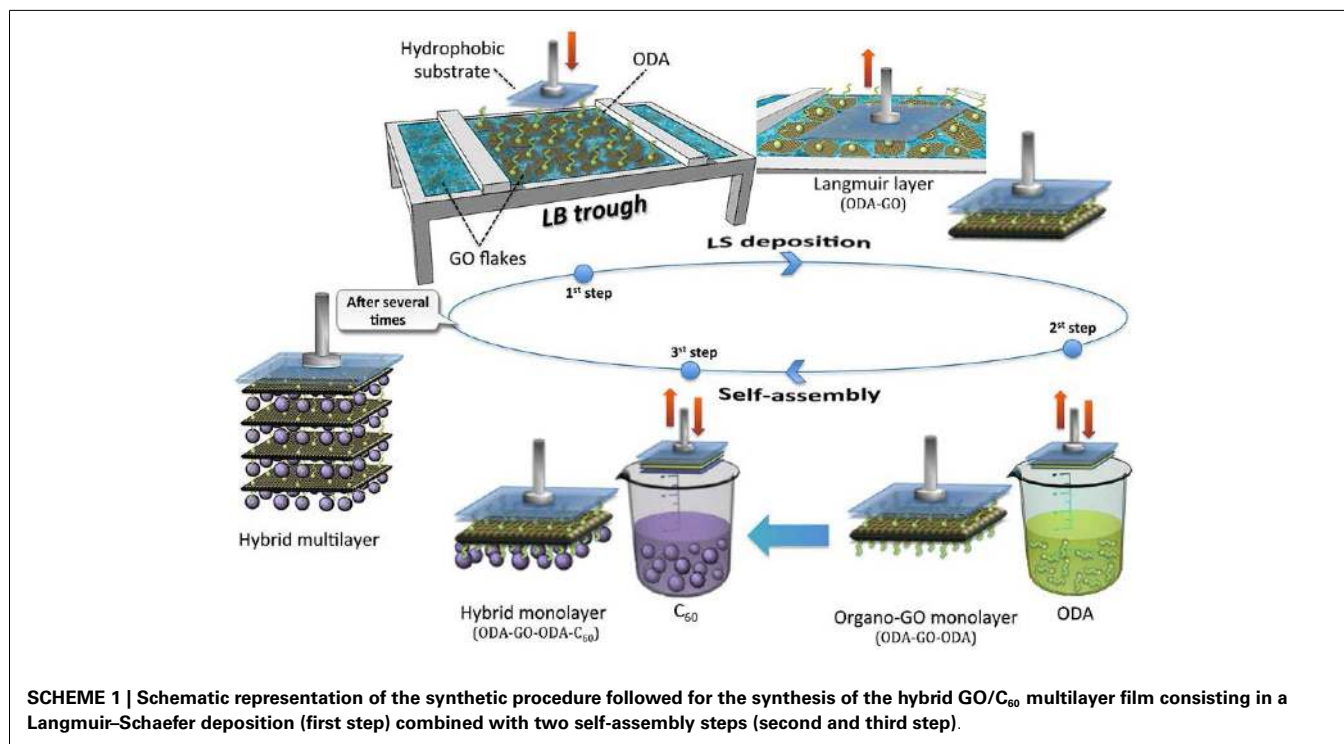 Hydrophobic
substrate
ODA
LB trough
GO flakes
Langmuir layer
(ODA-GO)
LS deposition
1st step
After several
times
2st step
3st step
Self-assembly
Hybrid multilayer
Hybrid monolayer
(ODA-GO-ODA-C60)
C60
Organo-GO monolayer
(ODA-GO-ODA)
ODA
SCHEME 1 | Schematic representation of the synthetic procedure followed for the synthesis of the hybrid GO/C60 multilayer film consisting in a
Langmuir–Schaefer deposition (first step) combined with two self-assembly steps (second and third step).